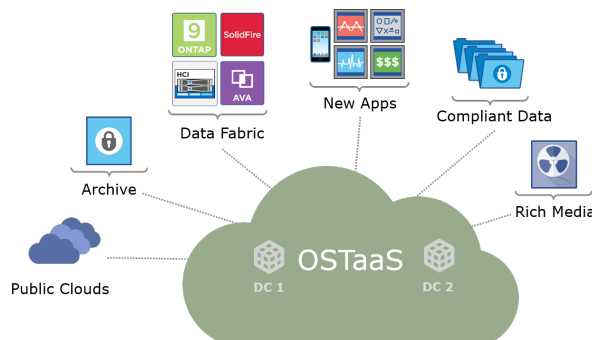 9
ONTAP
SolidFire
HCI
AVA
$$$
Data Fabric
New Apps
Compliant Data
Archive
Rich Media
Public Clouds
OSTaaS
DC 1
DC 2